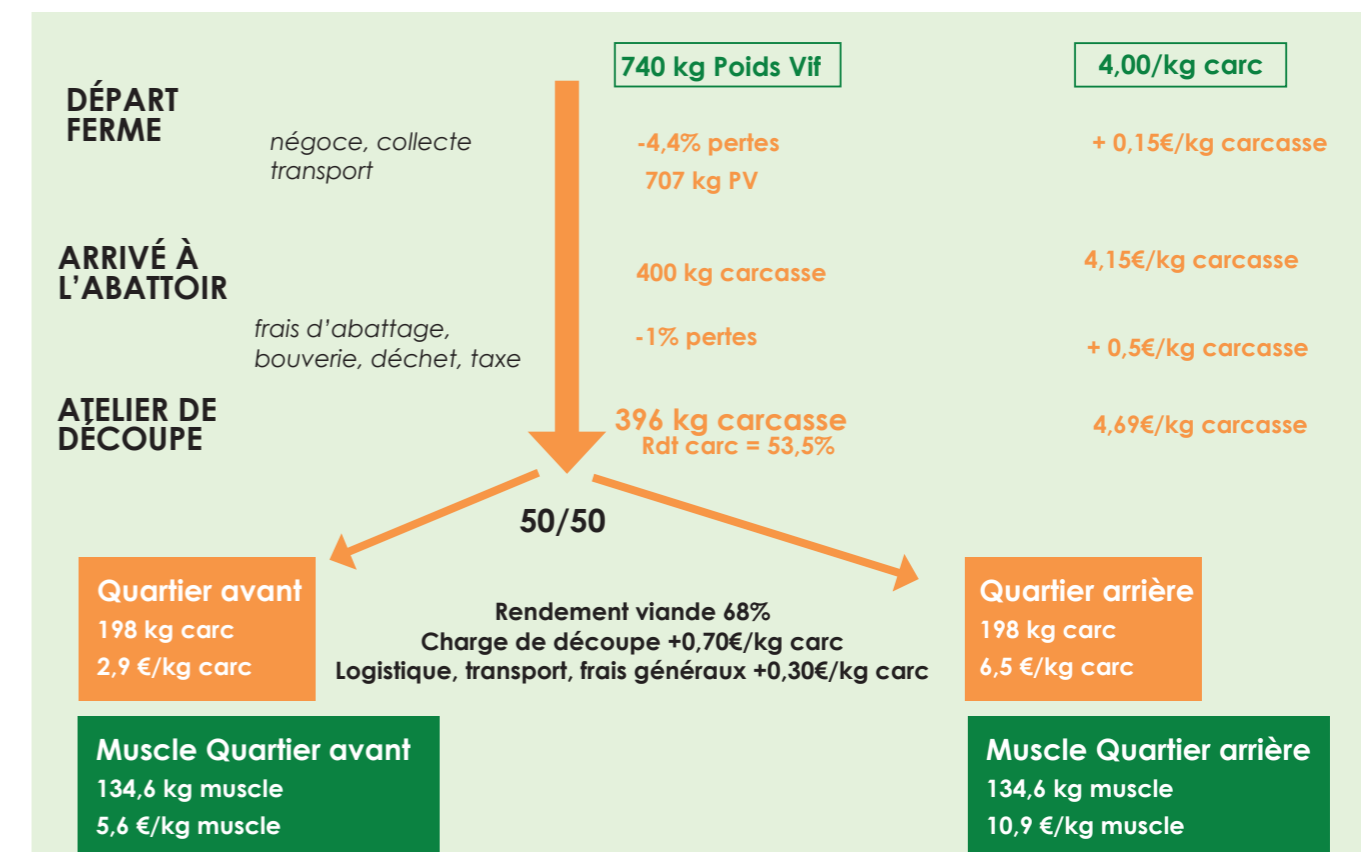 740 kg Poids Vif
4,00/kg carc
DÉPART
FERME
négoce, collecte
transport
-4,4% pertes
707 kg PV
+ 0,15€/kg carcasse
ARRIVÉ À
L’ABATTOIR
400 kg carcasse
4,15€/kg carcasse
frais d’abattage,
bouverie, déchet, taxe
-1% pertes
+ 0,5€/kg carcasse
ATELIER DE
DÉCOUPE
396 kg carcasse
Rdt carc = 53,5%
4,69€/kg carcasse
50/50
Quartier avant
198 kg carc
2,9 €/kg carc
Rendement viande 68%
Charge de découpe +0,70€/kg carc
Logistique, transport, frais généraux +0,30€/kg carc
Quartier arrière
198 kg carc
6,5 €/kg carc
Muscle Quartier avant
134,6 kg muscle
5,6 €/kg muscle
Muscle Quartier arrière
134,6 kg muscle
10,9 €/kg muscle